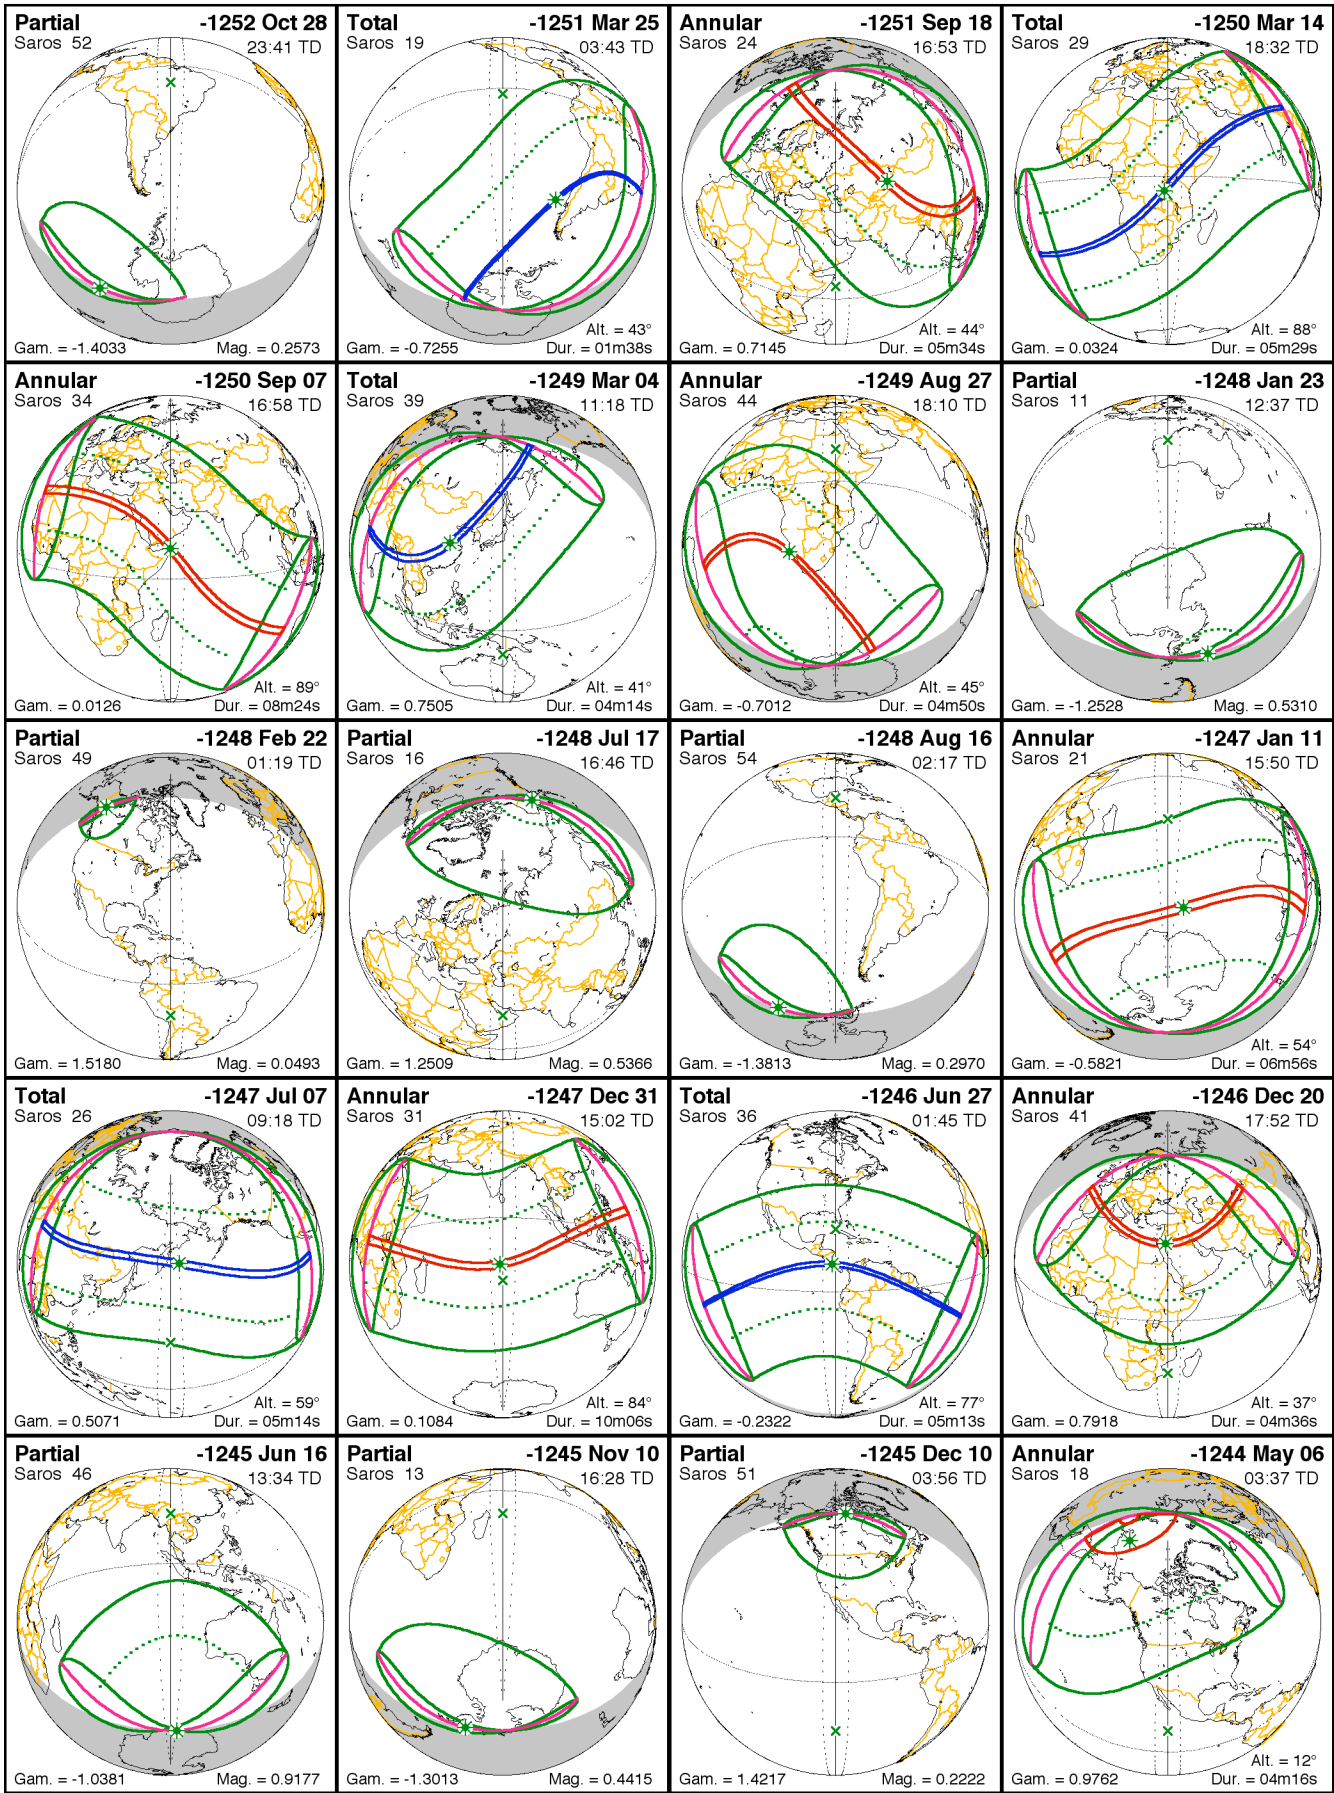 Partial -1252 Oct 28
Saros 52 23:41 TD
Gam. = -1.4033 Mag. = 0.2573
Total -1251 Mar 25
Saros 19 03:43 TD
Alt. = 43°
Gam. = -0.7255 Dur. = 01m38s
Annular -1251 Sep 18
Saros 24 16:53 TD
Alt. = 44°
Gam. = 0.7145 Dur. = 05m34s
Total -1250 Mar 14
Saros 29 18:32 TD
Alt. = 88°
Gam. = 0.0324 Dur. = 05m29s
Annular -1250 Sep 07
Saros 34 16:58 TD
Alt. = 89°
Gam. = 0.0126 Dur. = 08m24s
Total -1249 Mar 04
Saros 39 11:18 TD
Alt. = 41°
Gam. = 0.7505 Dur. = 04m14s
Annular -1249 Aug 27
Saros 44 18:10 TD
Alt. = 45°
Gam. = -0.7012 Dur. = 04m50s
Partial -1248 Jan 23
Saros 11 12:37 TD
Gam. = -1.2528 Mag. = 0.5310
Partial -1248 Feb 22
Saros 49 01:19 TD
Gam. = 1.5180 Mag. = 0.0493
Partial -1248 Jul 17
Saros 16 16:46 TD
Gam. = 1.2509 Mag. = 0.5366
Partial -1248 Aug 16
Saros 54 02:17 TD
Gam. = -1.3813 Mag. = 0.2970
Annular -1247 Jan 11
Saros 21 15:50 TD
Alt. = 54°
Gam. = -0.5821 Dur. = 06m56s
Total -1247 Jul 07
Saros 26 09:18 TD
Alt. = 59°
Gam. = 0.5071 Dur. = 05m14s
Annular -1247 Dec 31
Saros 31 15:02 TD
Alt. = 84°
Gam. = 0.1084 Dur. = 10m06s
Total -1246 Jun 27
Saros 36 01:45 TD
Alt. = 77°
Gam. = -0.2322 Dur. = 05m13s
Annular -1246 Dec 20
Saros 41 17:52 TD
Alt. = 37°
Gam. = 0.7918 Dur. = 04m36s
Partial -1245 Jun 16
Saros 46 13:34 TD
Gam. = -1.0381 Mag. = 0.9177
Partial -1245 Nov 10
Saros 13 16:28 TD
Gam. = -1.3013 Mag. = 0.4415
Partial -1245 Dec 10
Saros 51 03:56 TD
Gam. = 1.4217 Mag. = 0.2222
Annular -1244 May 06
Saros 18 03:37 TD
Alt. = 12°
Gam. = 0.9762 Dur. = 04m16s